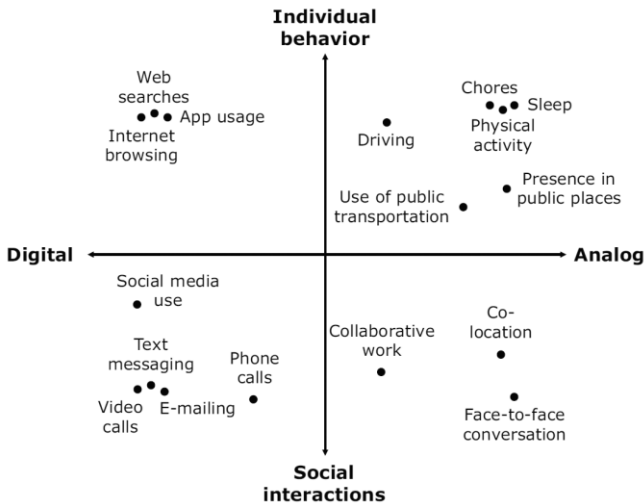 Individual
behavior
Web
searches
App usage
Internet
browsing
Chores
Sleep
Physical
activity
Driving
Presence in
public places
Use of public
transportation
Digital
Analog
Social media
use
Collaborative
work
Co-
location
Text
messaging
Phone
calls
Video
calls
E-mailing
Face-to-face
conversation
Social
interactions